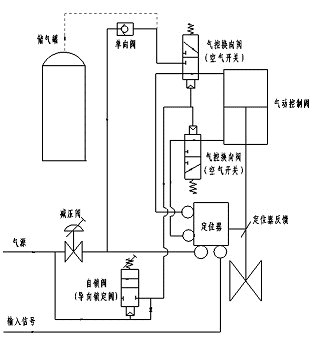 储气罐
单向阀
气控换向阀
(空气开关)
气动控制阀
气控换向阀
(空气开关)
减压阀
定位器
定位器反馈
气源
自锁阀
(导向锁定阀)
输入信号